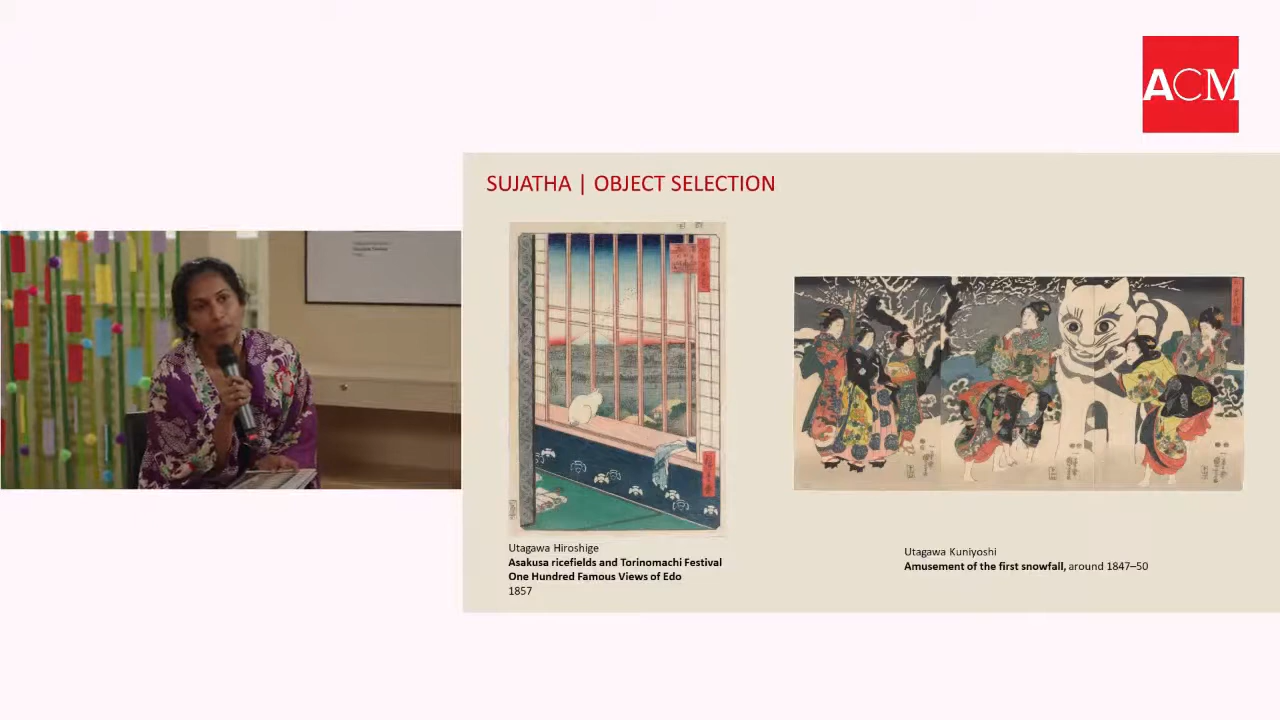 ACM
SUJATHA | OBJECT SELECTION
Utagawa Hiroshige
Asakusa ricefields and Torinomachi Festival
One Hundred Famous Views of Edo
1857
Utagawa Kuniyoshi
Amusement of the first snowfall, around 1847–50